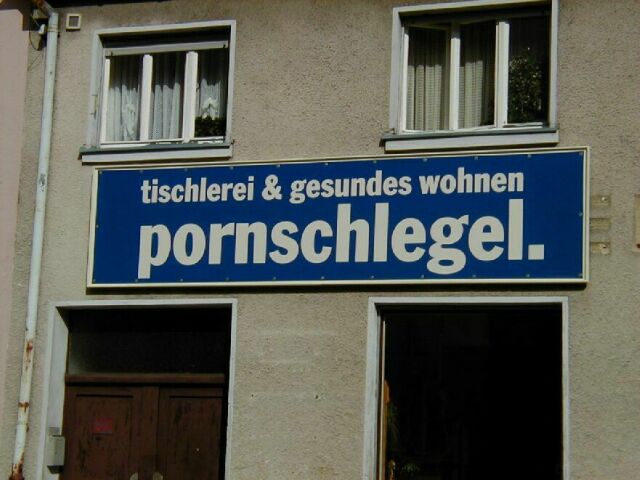 tischlerei & gesundes wohnen
pornschlegel.